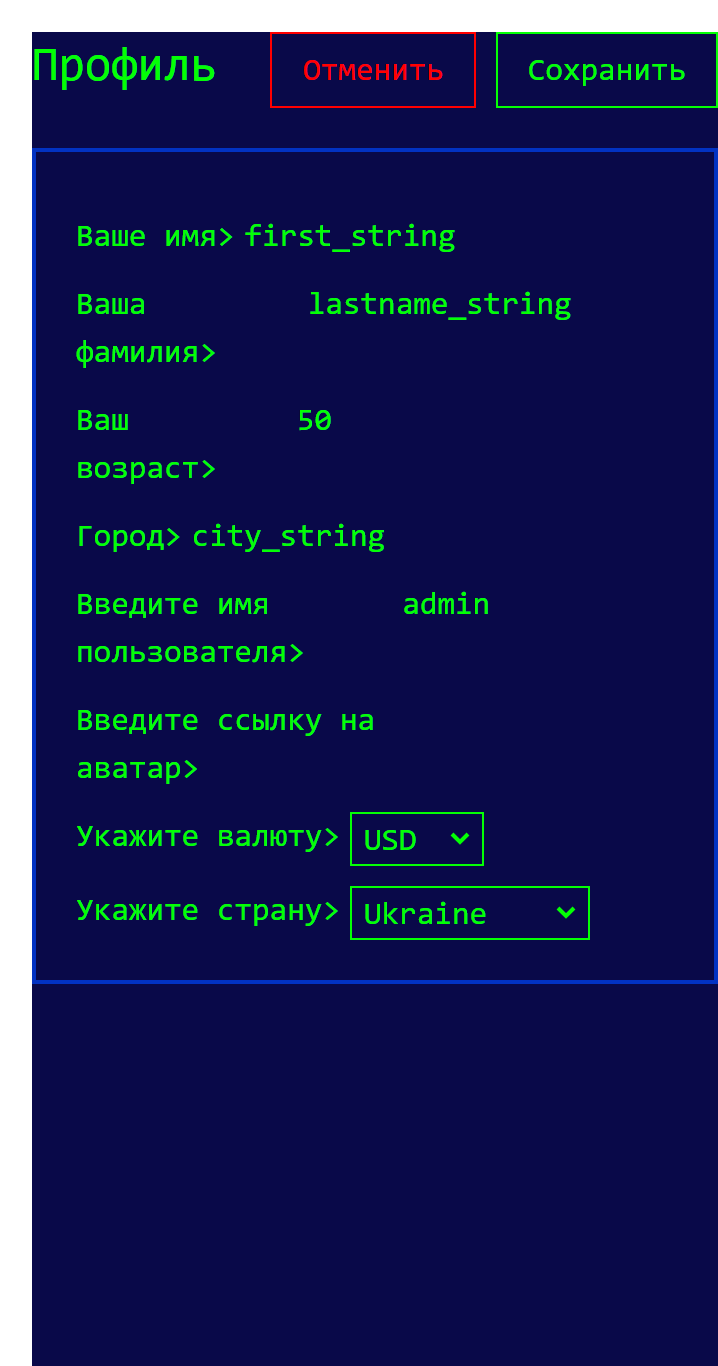 Профиль Отменить Сохранить
Ваше имя> first_string
Ваша lastname_string
фамилия>
Ваш 50
возраст>
Город> city_string
Введите имя admin
пользователя>
Введите ссылку на
аватар>
Укажите валюту> USD
Укажите страну> Ukraine